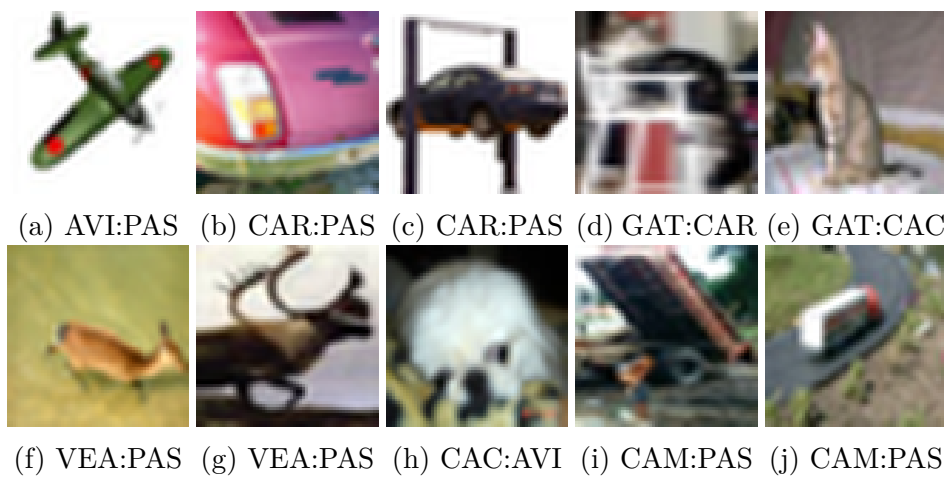 (a) AVI:PAS (b) CAR:PAS (c) CAR:PAS (d) GAT:CAR (e) GAT:CAC
(f) VEA:PAS (g) VEA:PAS (h) CAC:AVI (i) CAM:PAS (j) CAM:PAS